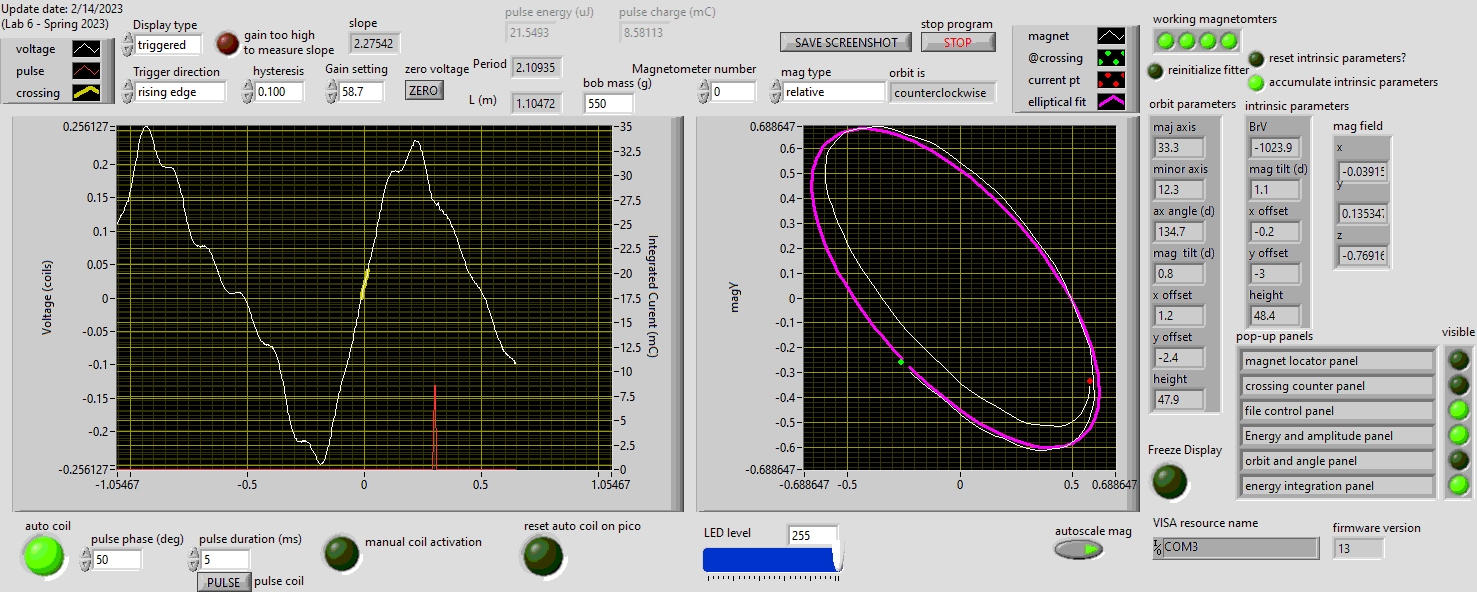 Update date: 2/14/2023
(Lab 6 - Spring 2023)
voltage
pulse
crossing
Display type
triggered
gain too high
to measure slope
slope
2.27542
pulse energy (uJ)
21.5493
pulse charge (mC)
8.58113
Trigger direction
rising edge
hysteresis
0.100
Gain setting
58.7
zero voltage
ZERO
Period
2.10935
L (m)
1.10472
bob mass (g)
550
SAVE SCREENSHOT
stop program
STOP
Magnetometer number
0
mag type
relative
orbit is
counterclockwise
magnet
@crossing
current pt
elliptical fit
working magnetomters
reinitialize fitter
reset intrinsic parameters?
accumulate intrinsic parameters
orbit parameters
maj axis
33.3
minor axis
12.3
ax angle (d)
134.7
mag tilt (d)
0.8
x offset
1.2
y offset
-2.4
height
47.9
intrinsic parameters
BrV
-1023.9
mag tilt (d)
1.1
x offset
-0.2
y offset
-3
height
48.4
mag field
x
-0.03915
y
0.135347
z
-0.76916
Voltage (coils)
0.256127
0.2
0.15
0.1
0.05
0
-0.05
-0.1
-0.15
-0.2
-0.256127
-1.05467
-0.5
0
0.5
1.05467
35
32.5
30
27.5
25
22.5
20
17.5
15
12.5
10
7.5
5
2.5
0
Integrated Curent (mC)
magY
0.688647
0.6
0.5
0.4
0.3
0.2
0.1
0
-0.1
-0.2
-0.3
-0.4
-0.5
-0.6
-0.688647
-0.688647
-0.5
0
0.5
0.688647
pop-up panels
visible
magnet locator panel
crossing counter panel
file control panel
Energy and amplitude panel
orbit and angle panel
energy integration panel
Freeze Display
auto coil
pulse phase (deg)
50
pulse duration (ms)
5
PULSE
pulse coil
manual coil activation
reset auto coil on pico
LED level
255
autoscale mag
VISA resource name
COM3
firmware version
13